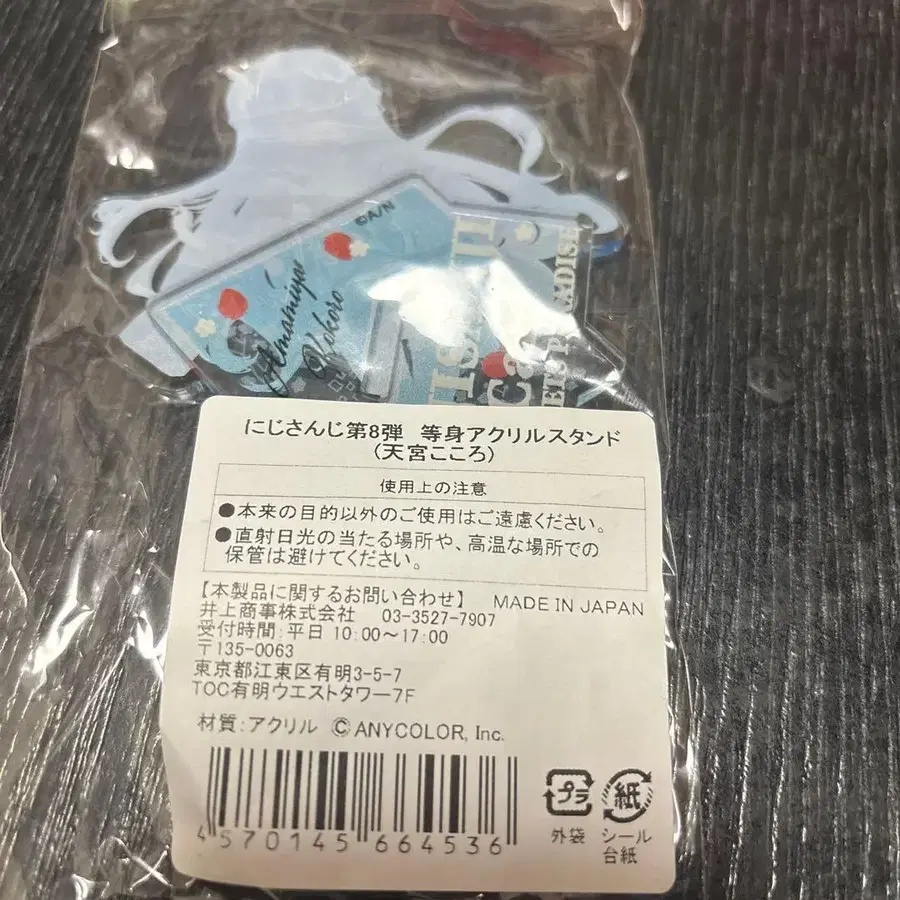 ©A/N
Amamiya
Kokoro
にじさんじ第8弾 等身アクリルスタンド
(天宮こころ)
使用上の注意
●本来の目的以外のご使用はご遠慮ください。
●直射日光の当たる場所や、高温な場所での
保管は避けてください。
【本製品に関するお問い合わせ】 MADE IN JAPAN
井上商事株式会社 03-3527-7907
受付時間:平日 10:00～17:00
〒135-0063
東京都江東区有明3-5-7
TOC有明ウエストタワー7F
材質:アクリル ©ANYCOLOR, Inc.
4 570145 664536
プラ
外袋
紙
シール
台紙